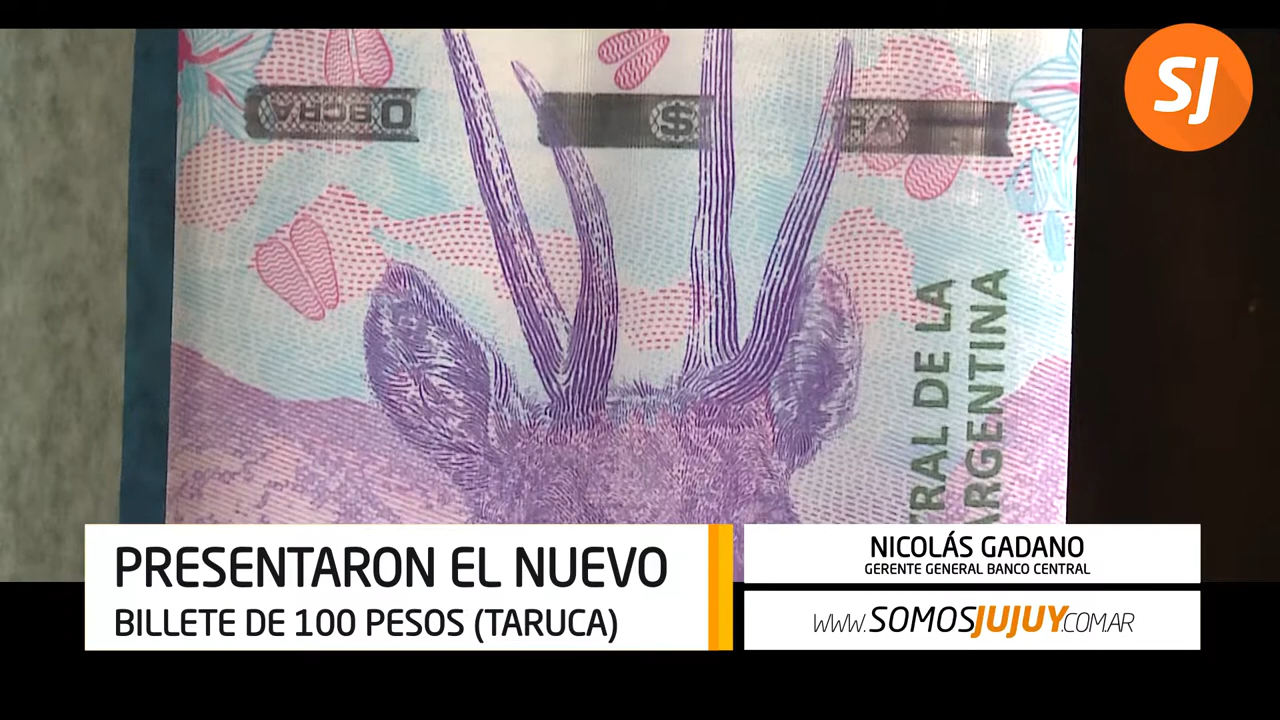 SJ
BCRA
$
TRAL DE LA
ARGENTINA
PRESENTARON EL NUEVO
BILLETE DE 100 PESOS (TARUCA)
NICOLÁS GADANO
GERENTE GENERAL BANCO CENTRAL
WWW.SOMOSJUJUY.COM.AR